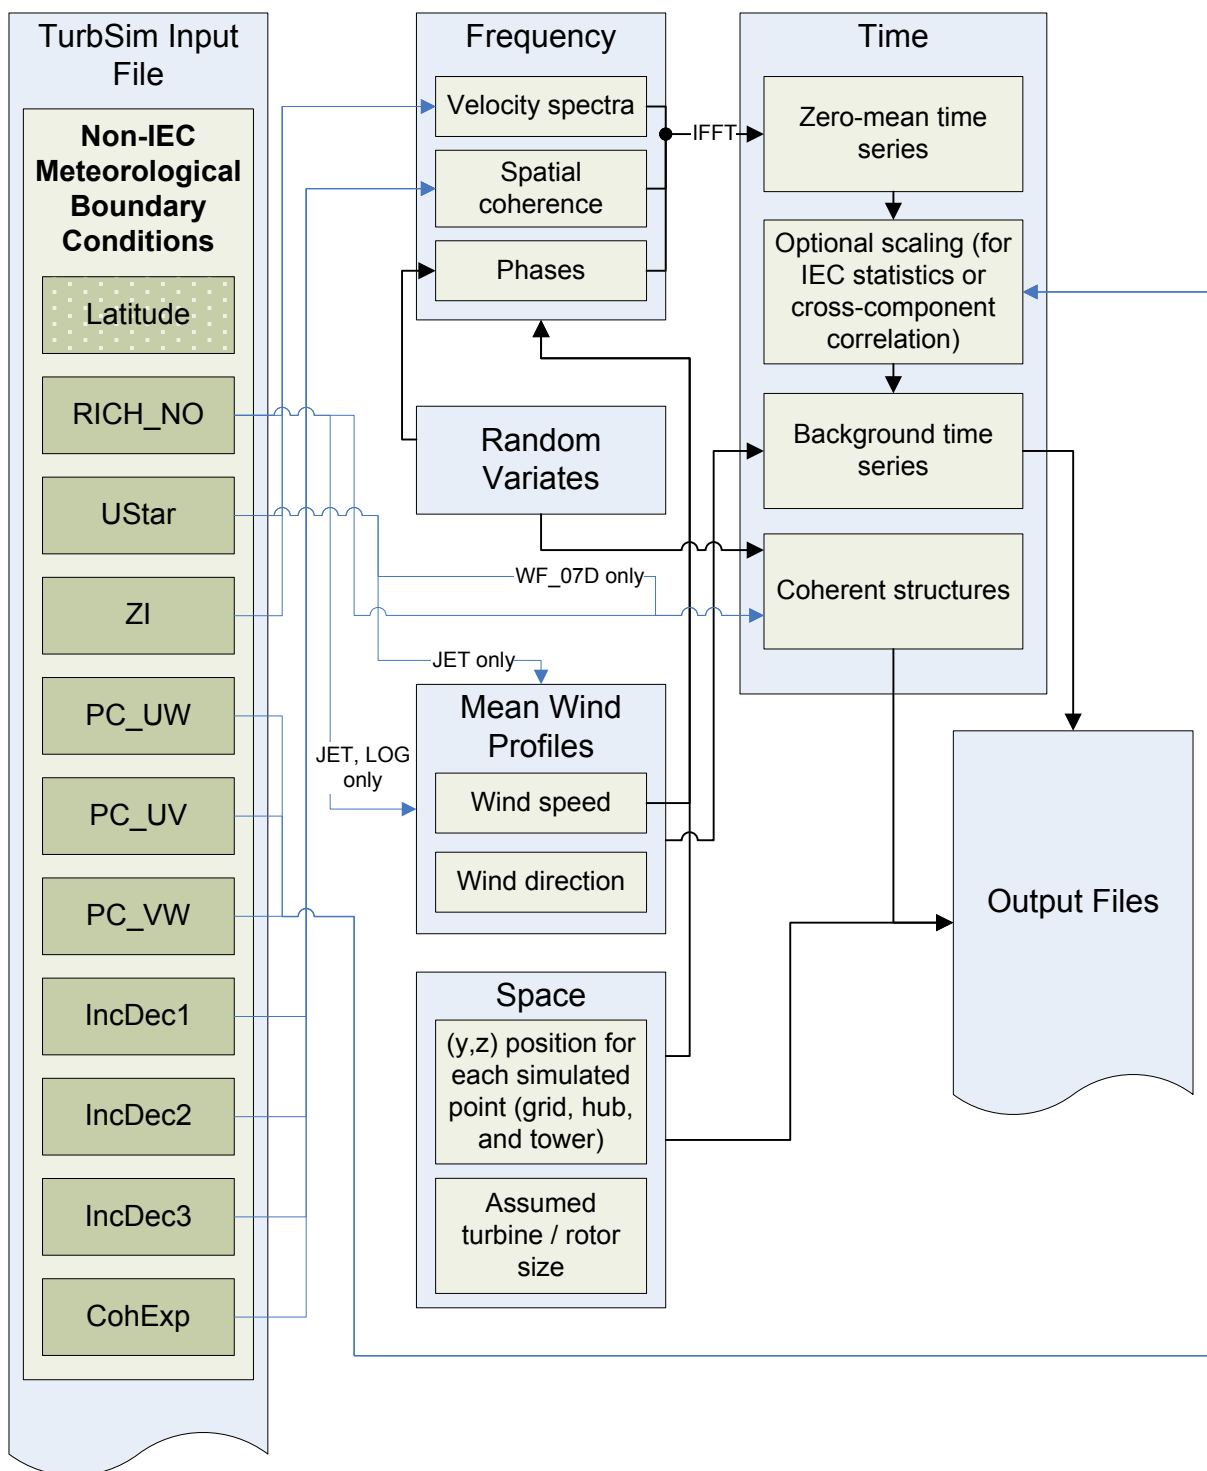 TurbSim Input
File
Non-IEC
Meteorological
Boundary
Conditions
Latitude
RICH_NO
UStar
ZI
PC_UW
PC_UV
PC_VW
IncDec1
IncDec2
IncDec3
CohExp
Frequency
Velocity spectra
Spatial
coherence
Phases
IFFT
Random
Variates
WF_07D only
JET only
JET, LOG
only
Mean Wind
Profiles
Wind speed
Wind direction
Space
(y,z) position for
each simulated
point (grid, hub,
and tower)
Assumed
turbine / rotor
size
Time
Zero-mean time
series
Optional scaling (for
IEC statistics or
cross-component
correlation)
Background time
series
Coherent structures
Output Files